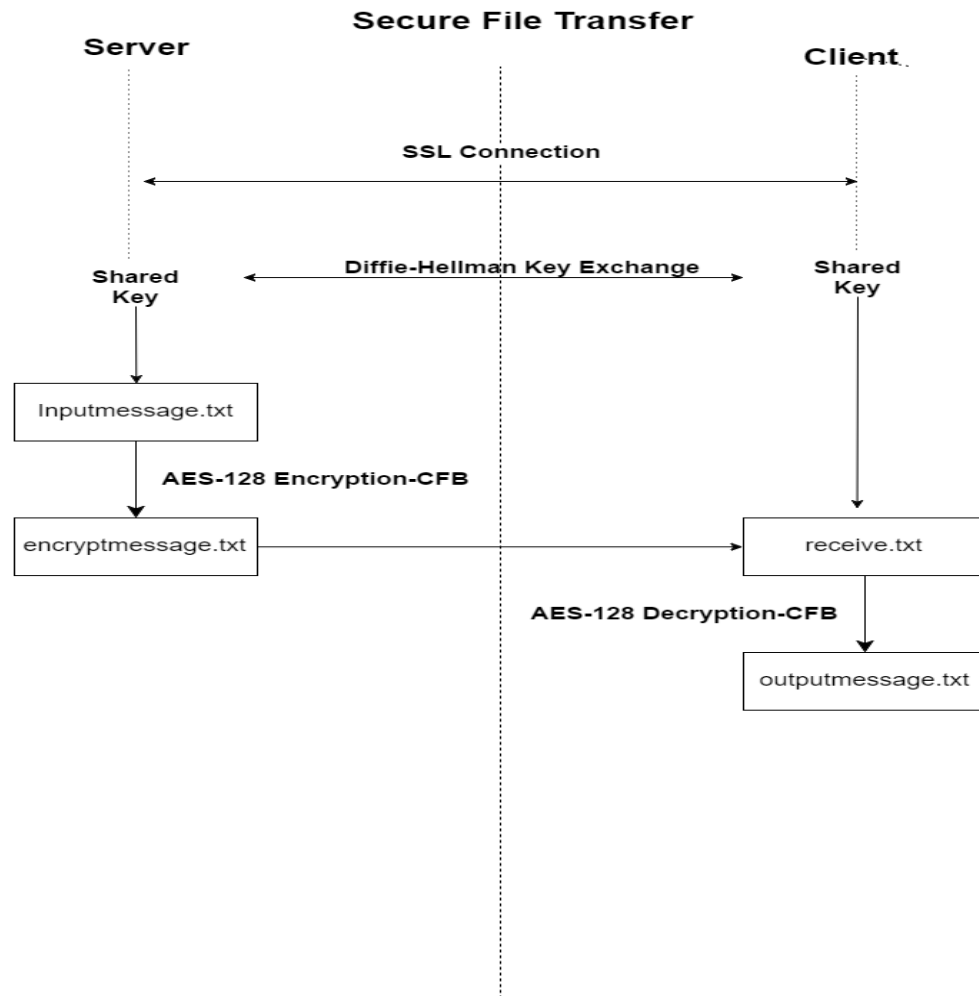 Secure File Transfer
Server
Client
SSL Connection
Diffie-Hellman Key Exchange
Shared
Key
Shared
Key
Inputmessage.txt
AES-128 Encryption-CFB
encryptmessage.txt
receive.txt
AES-128 Decryption-CFB
outputmessage.txt